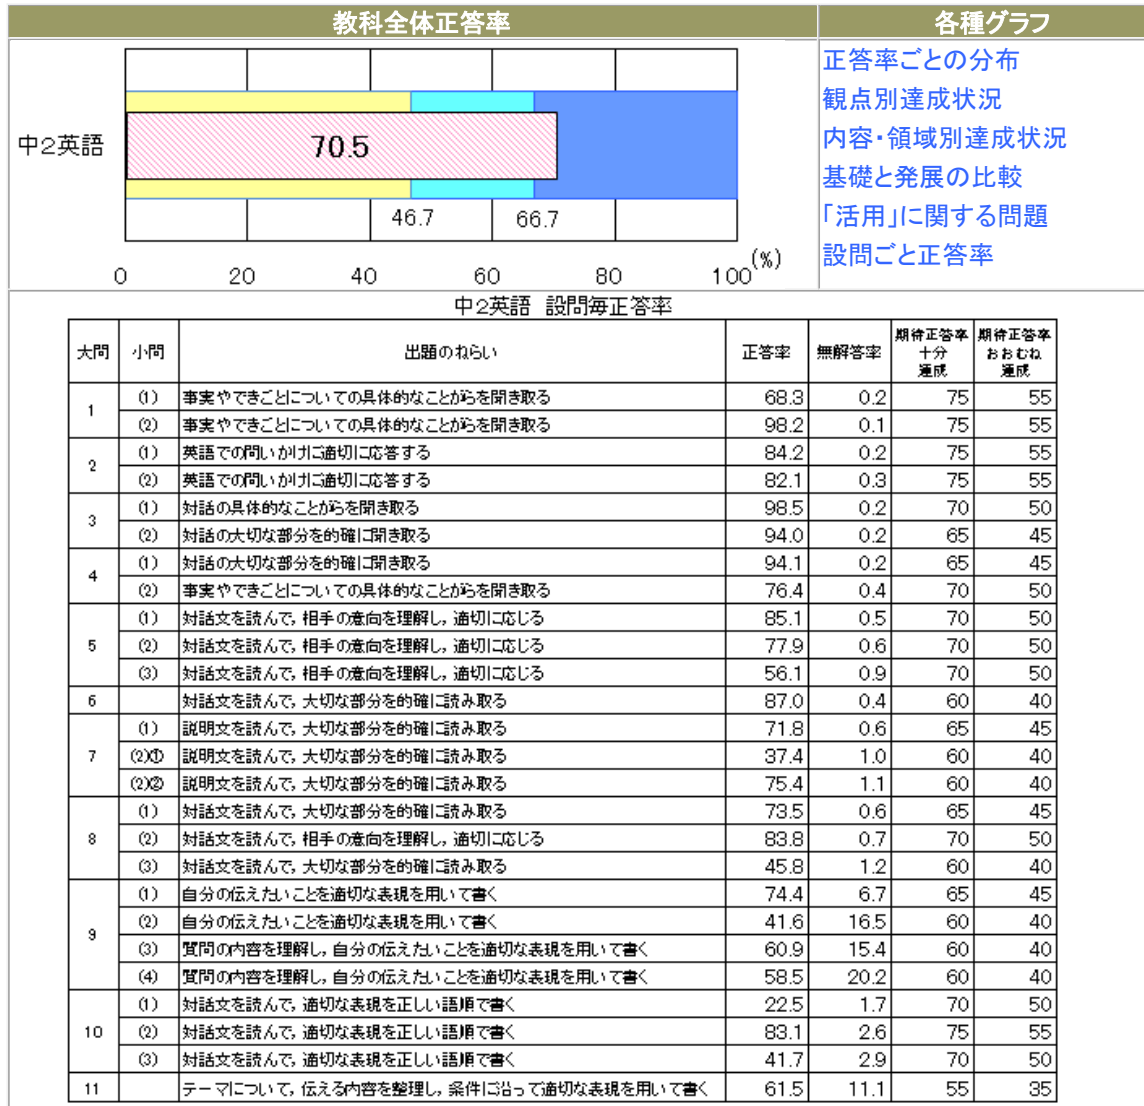 教科全体正答率 各種グラフ
正答率ごとの分布
観点別達成状況
内容・領域別達成状況
基礎と発展の比較
「活用」に関する問題
設問ごと正答率
中2英語 70.5
46.7 66.7
0 20 40 60 80 100 (%)
中2英語 設問毎正答率
大問 小問 出題のねらい 正答率 無解答率 期待正答率 十分 達成 期待正答率 おおむね 達成
1 (1) 事実やできごとについての具体的なことがらを聞き取る 68.3 0.2 75 55
(2) 事実やできごとについての具体的なことがらを聞き取る 98.2 0.1 75 55
2 (1) 英語での問いかけに適切に応答する 84.2 0.2 75 55
(2) 英語での問いかけに適切に応答する 82.1 0.3 75 55
3 (1) 対話の具体的なことがらを聞き取る 98.5 0.2 70 50
(2) 対話の大切な部分を的確に聞き取る 94.0 0.2 65 45
4 (1) 対話の大切な部分を的確に聞き取る 94.1 0.2 65 45
(2) 事実やできごとについての具体的なことがらを聞き取る 76.4 0.4 70 50
5 (1) 対話文を読んで,相手の意向を理解し,適切に応じる 85.1 0.5 70 50
(2) 対話文を読んで,相手の意向を理解し,適切に応じる 77.9 0.6 70 50
(3) 対話文を読んで,相手の意向を理解し,適切に応じる 56.1 0.9 70 50
6 対話文を読んで,大切な部分を的確に読み取る 87.0 0.4 60 40
7 (1) 説明文を読んで,大切な部分を的確に読み取る 71.8 0.6 65 45
(2)① 説明文を読んで,大切な部分を的確に読み取る 37.4 1.0 60 40
(2)② 説明文を読んで,大切な部分を的確に読み取る 75.4 1.1 60 40
8 (1) 対話文を読んで,大切な部分を的確に読み取る 73.5 0.6 65 45
(2) 対話文を読んで,相手の意向を理解し,適切に応じる 83.8 0.7 70 50
(3) 対話文を読んで,大切な部分を的確に読み取る 45.8 1.2 60 40
9 (1) 自分の伝えたいことを適切な表現を用いて書く 74.4 6.7 65 45
(2) 自分の伝えたいことを適切な表現を用いて書く 41.6 16.5 60 40
(3) 質問の内容を理解し,自分の伝えたいことを適切な表現を用いて書く 60.9 15.4 60 40
(4) 質問の内容を理解し,自分の伝えたいことを適切な表現を用いて書く 58.5 20.2 60 40
10 (1) 対話文を読んで,適切な表現を正しい語順で書く 22.5 1.7 70 50
(2) 対話文を読んで,適切な表現を正しい語順で書く 83.1 2.6 75 55
(3) 対話文を読んで,適切な表現を正しい語順で書く 41.7 2.9 70 50
11 テーマについて,伝える内容を整理し,条件に沿って適切な表現を用いて書く 61.5 11.1 55 35